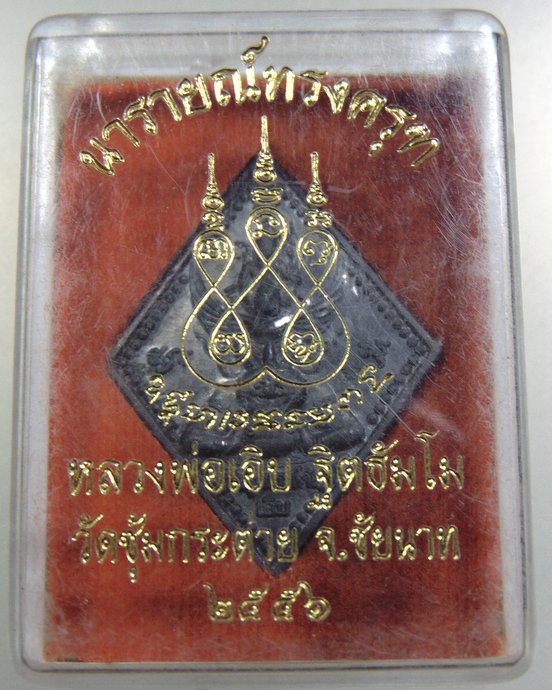 นารายณ์ทรงครุฑ
หลวงพ่อเอิบ ฐิตธัมโม
วัดซุ้มกระต่าย จ.ชัยนาท
๒๕๕๖